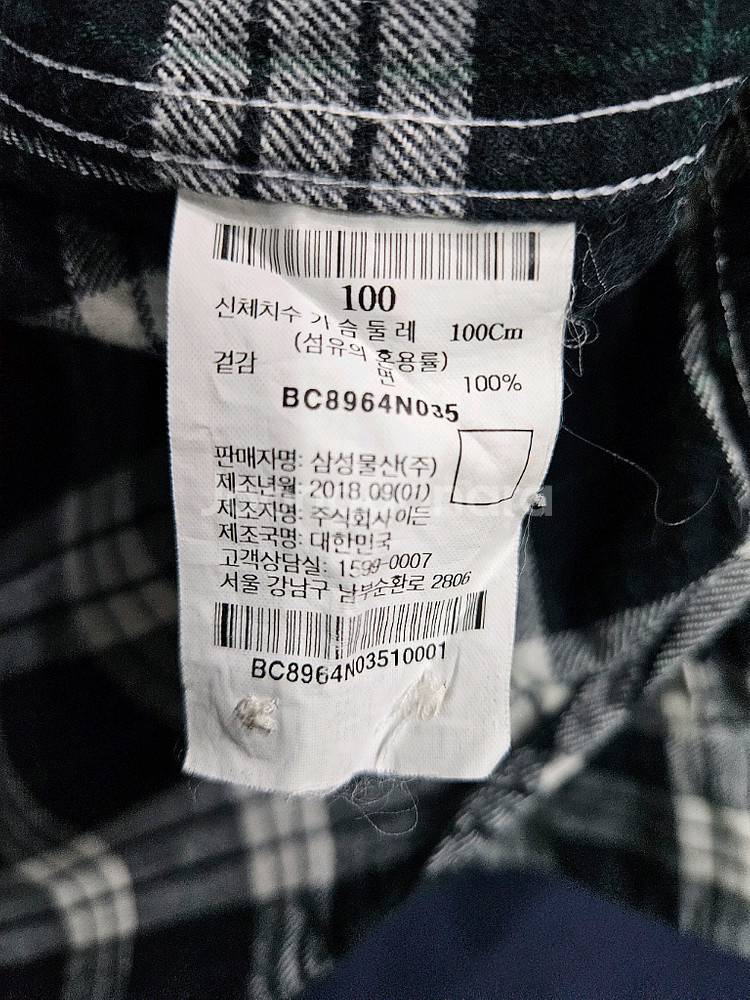 100
신체치수 가슴둘레 100Cm
(섬유의 혼용률)
겉감 면 100%
BC8964N035
판매자명: 삼성물산(주)
제조년월: 2018.09(01)
제조자명: 주식회사이든
제조국명: 대한민국
고객상담실: 1599-0007
서울 강남구 남부순환로 2806
BC8964N03510001